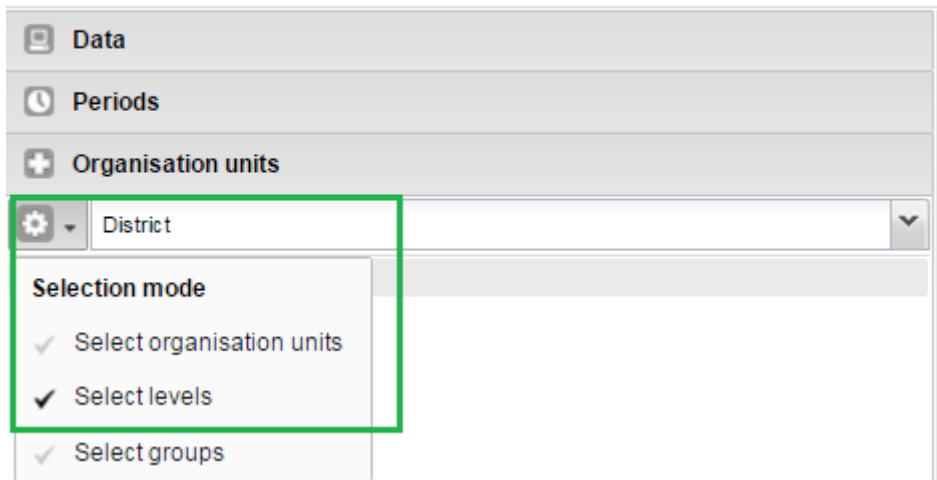 Data
Periods
Organisation units
District
Selection mode
Select organisation units
Select levels
Select groups